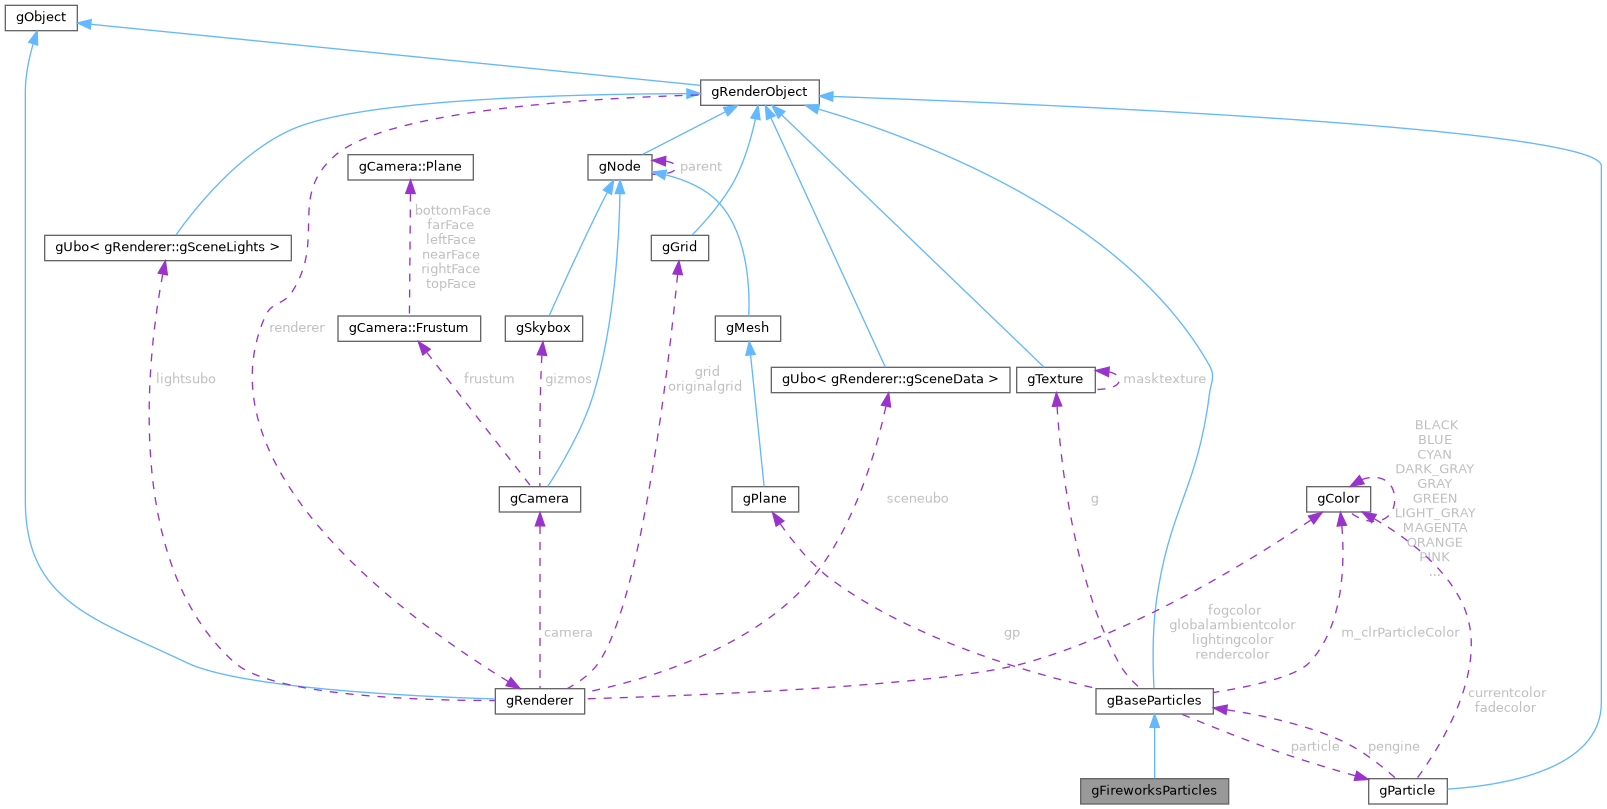 gObject
gRenderObject
gCamera::Plane
gNode
parent
bottomFace
farFace
leftFace
nearFace
rightFace
topFace
gUbo< gRenderer::gSceneLights >
gGrid
renderer
gCamera::Frustum
gSkybox
gMesh
lightsubo
frustum
gizmos
grid
originalgrid
gUbo< gRenderer::gSceneData >
gTexture
masktexture
BLACK
BLUE
CYAN
DARK_GRAY
GRAY
GREEN
LIGHT_GRAY
MAGENTA
ORANGE
PINK
...
gCamera
gPlane
sceneubo
g
gColor
camera
gp
fogcolor
globalambientcolor
lightingcolor
rendercolor
m_clrParticleColor
gRenderer
gBaseParticles
currentcolor
fadecolor
particle
pengine
gFireworksParticles
gParticle